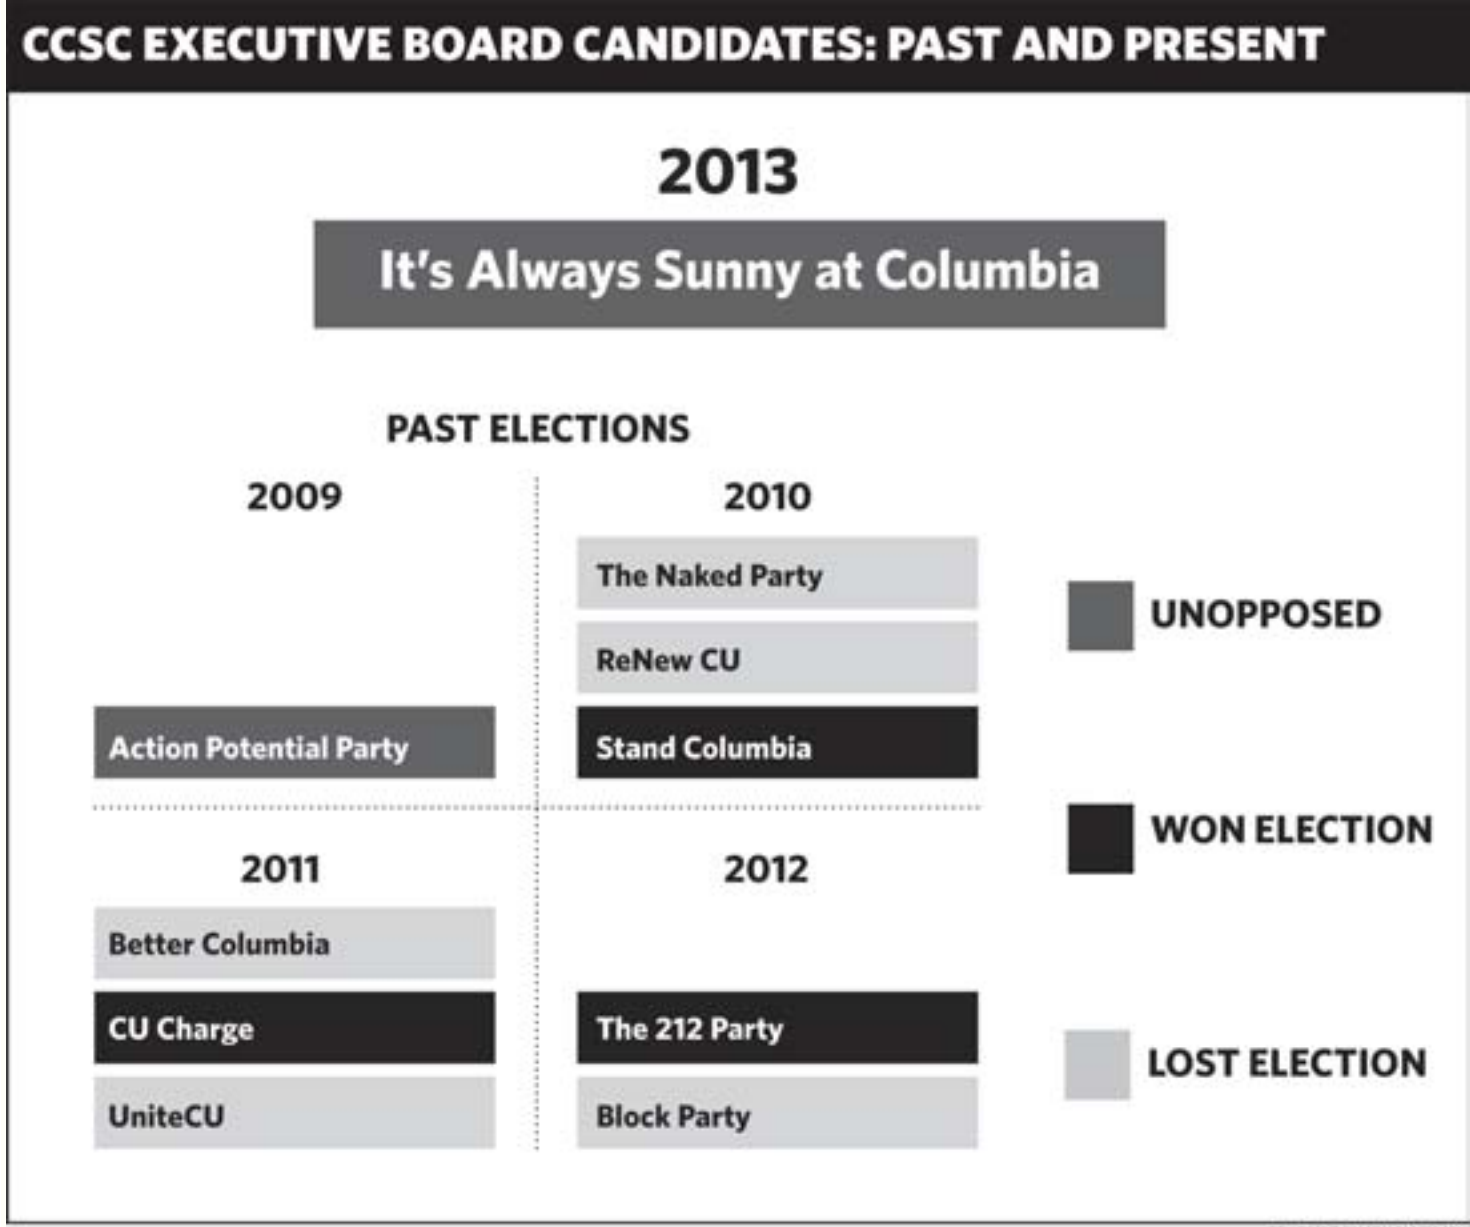 CCSC EXECUTIVE BOARD CANDIDATES: PAST AND PRESENT
2013
It's Always Sunny at Columbia
PAST ELECTIONS
2009
Action Potential Party
2010
The Naked Party
ReNew CU
Stand Columbia
2011
Better Columbia
CU Charge
UniteCU
2012
The 212 Party
Block Party
UNOPPOSED
WON ELECTION
LOST ELECTION